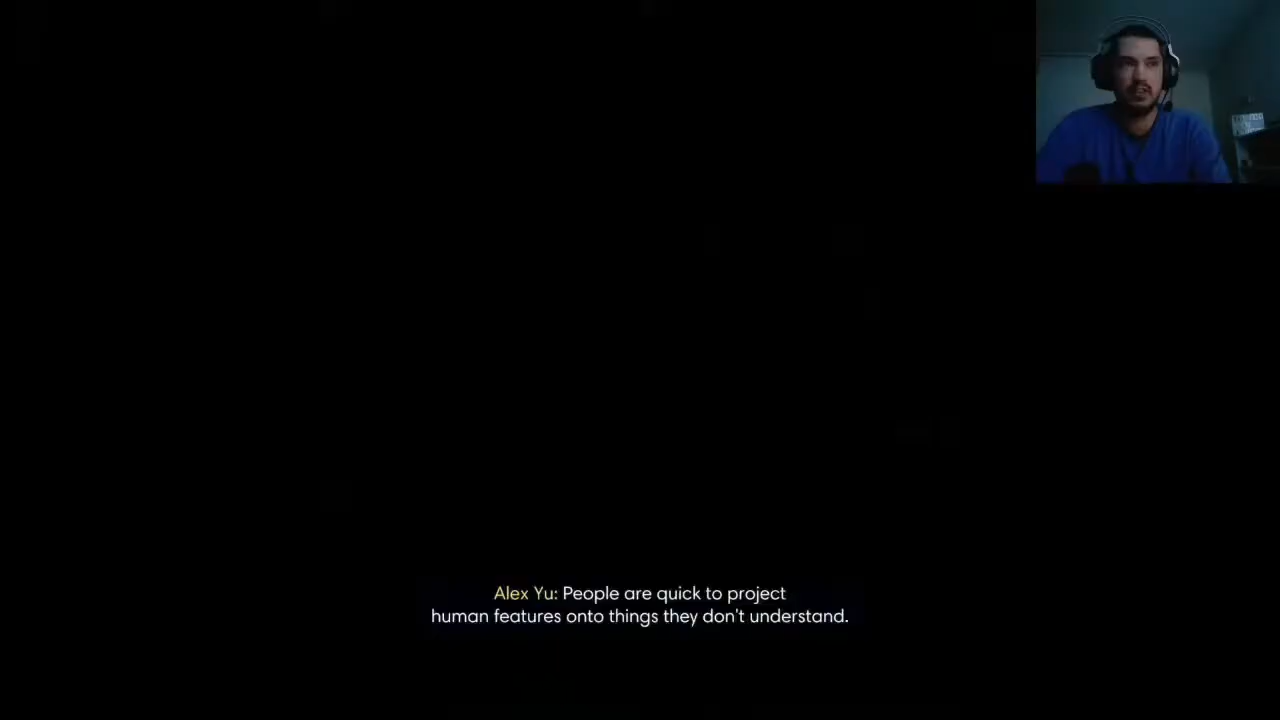 Alex Yu: People are quick to project
human features onto things they don't understand.